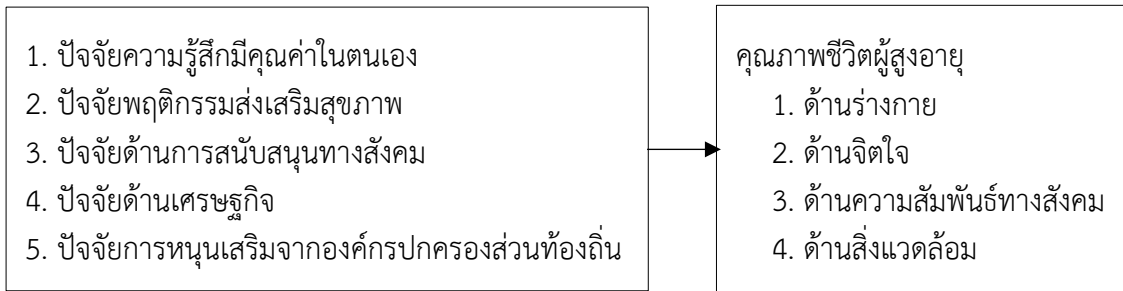 1. ปัจจัยความรู้สึกมีคุณค่าในตนเอง
2. ปัจจัยพฤติกรรมส่งเสริมสุขภาพ
3. ปัจจัยด้านการสนับสนุนทางสังคม
4. ปัจจัยด้านเศรษฐกิจ
5. ปัจจัยการหนุนเสริมจากองค์กรปกครองส่วนท้องถิ่น
คุณภาพชีวิตผู้สูงอายุ
1. ด้านร่างกาย
2. ด้านจิตใจ
3. ด้านความสัมพันธ์ทางสังคม
4. ด้านสิ่งแวดล้อม